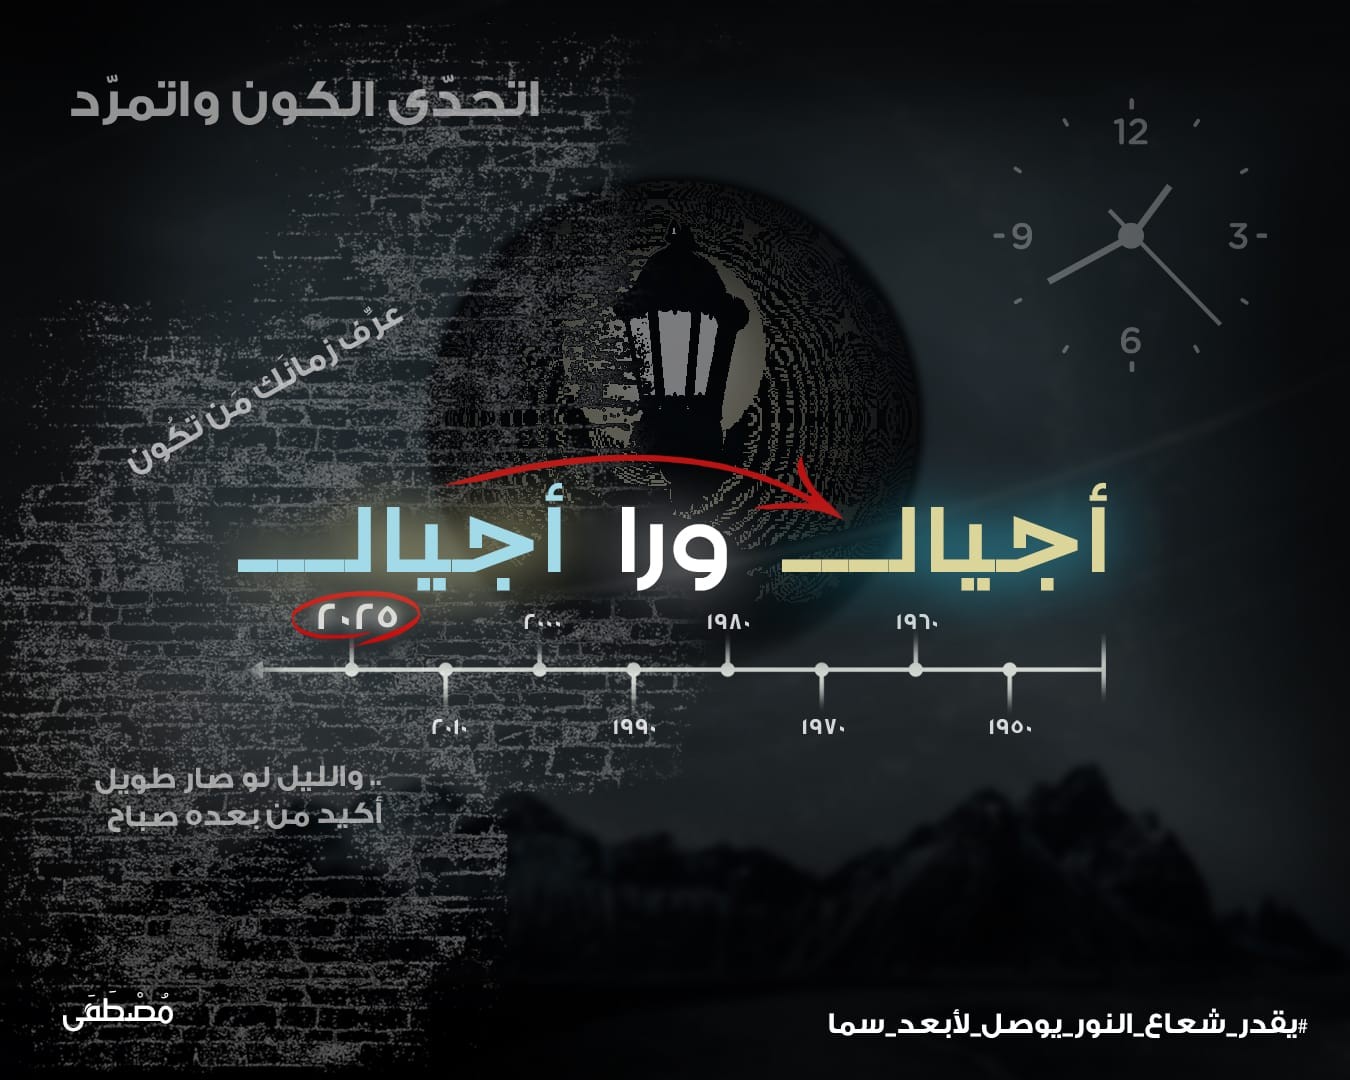 اتحدّى الكون واتمرّد
12
3
6
9
عرِّف زمانَك مَن تكُون
أجيالـــ ورا أجيالـــ
١٩٦٠
١٩٨٠
٢٠٠٠
٢٠٢٥
١٩٥٠
١٩٧٠
١٩٩٠
٢٠١٠
.. والليل لو صار طويل
أكيد من بعده صباح
#يقدر_شعاع_النور_يوصل_لأبعد_سما
مُصْطَفَى